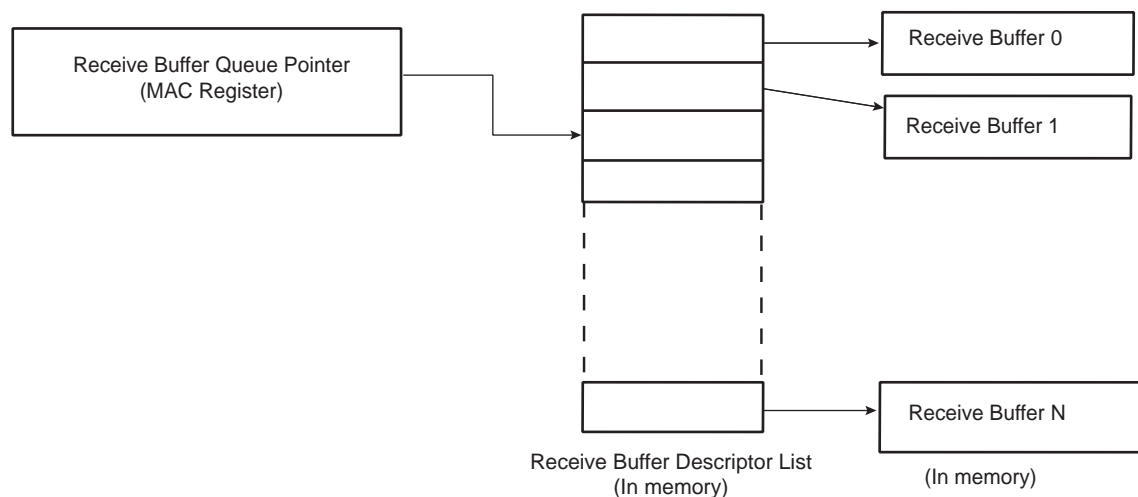 Receive Buffer Queue Pointer
(MAC Register)
Receive Buffer 0
Receive Buffer 1
Receive Buffer N
Receive Buffer Descriptor List
(In memory)
(In memory)